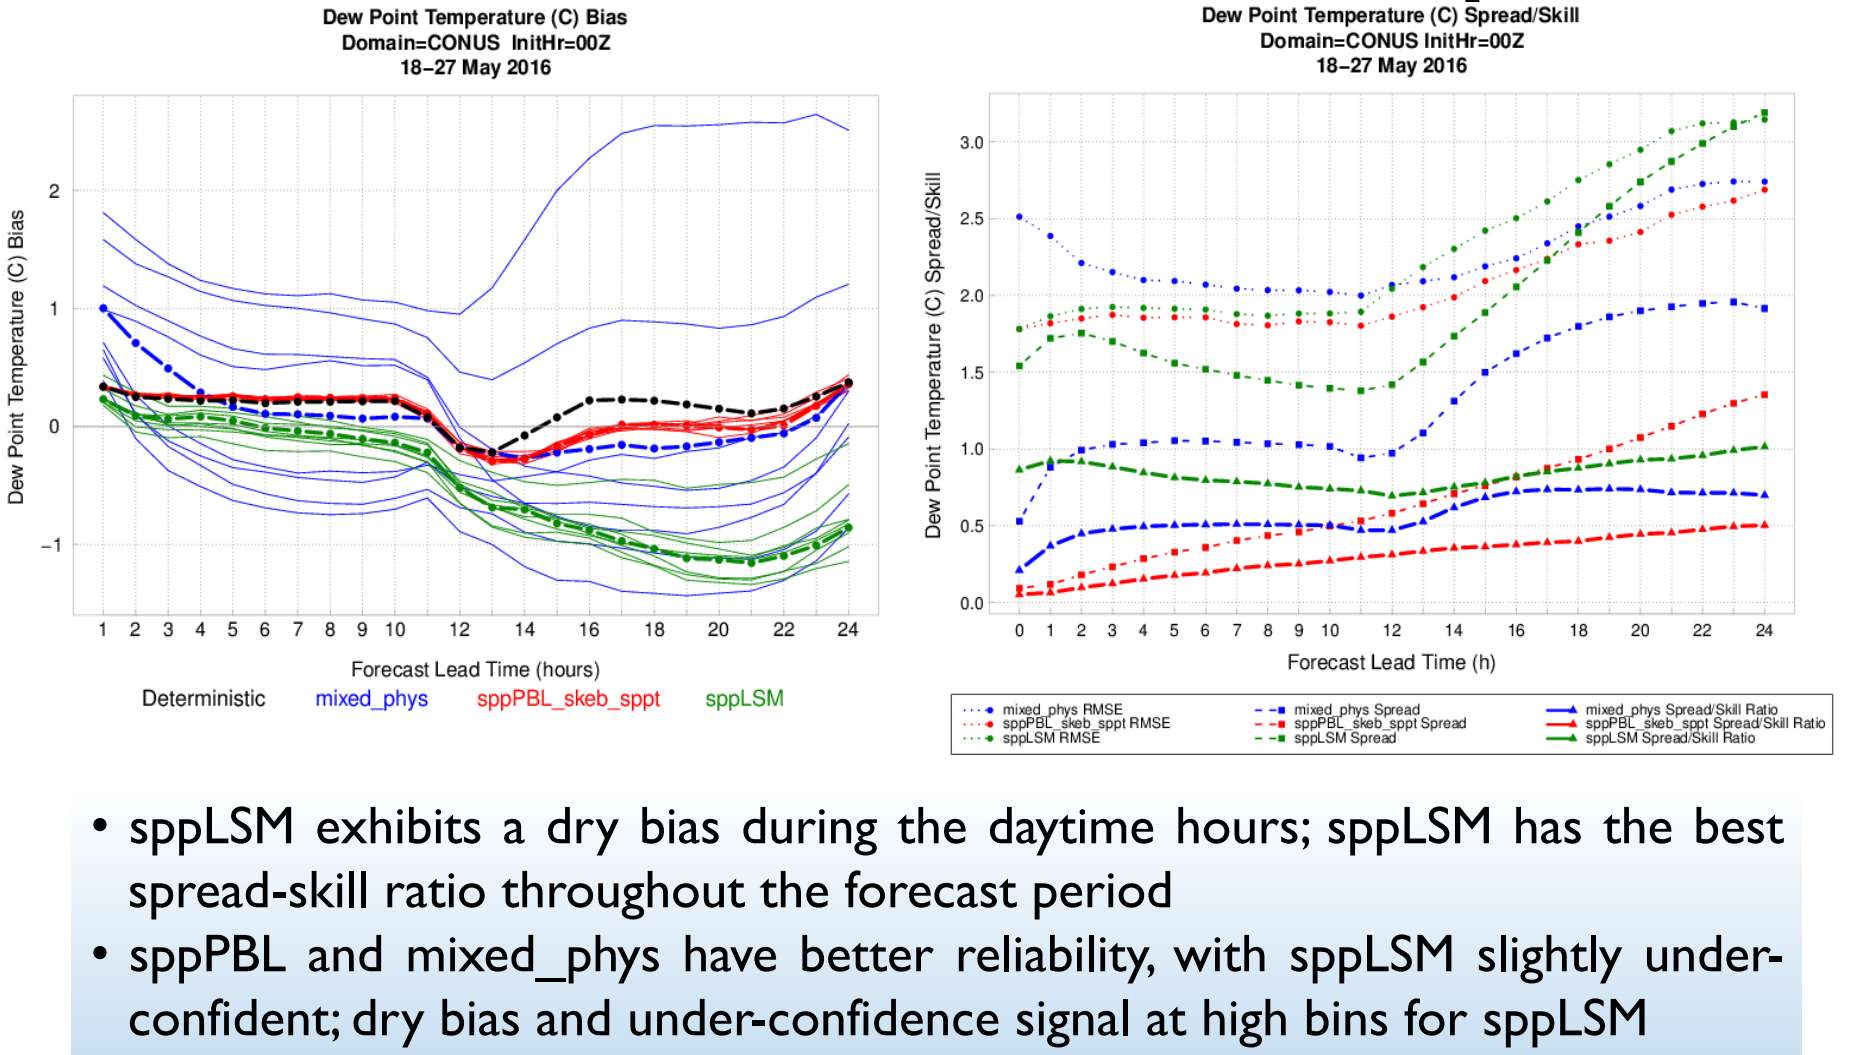 Dew Point Temperature (C) Bias
Domain=CONUS InitHr=00Z
18−27 May 2016
Dew Point Temperature (C) Bias
2
1
0
−1
1 2 3 4 5 6 7 8 9 10 12 14 16 18 20 22 24
Forecast Lead Time (hours)
Deterministic mixed_phys sppPBL_skeb_sppt sppLSM
Dew Point Temperature (C) Spread/Skill
Domain=CONUS InitHr=00Z
18−27 May 2016
Dew Point Temperature (C) Spread/Skill
3.0
2.5
2.0
1.5
1.0
0.5
0.0
0 1 2 3 4 5 6 7 8 9 10 12 14 16 18 20 22 24
Forecast Lead Time (h)
mixed_phys RMSE mixed_phys Spread mixed_phys Spread/Skill Ratio
sppPBL_skeb_sppt RMSE sppPBL_skeb_sppt Spread sppPBL_skeb_sppt Spread/Skill Ratio
sppLSM RMSE sppLSM Spread sppLSM Spread/Skill Ratio
• sppLSM exhibits a dry bias during the daytime hours; sppLSM has the best
spread-skill ratio throughout the forecast period
• sppPBL and mixed_phys have better reliability, with sppLSM slightly under-
confident; dry bias and under-confidence signal at high bins for sppLSM